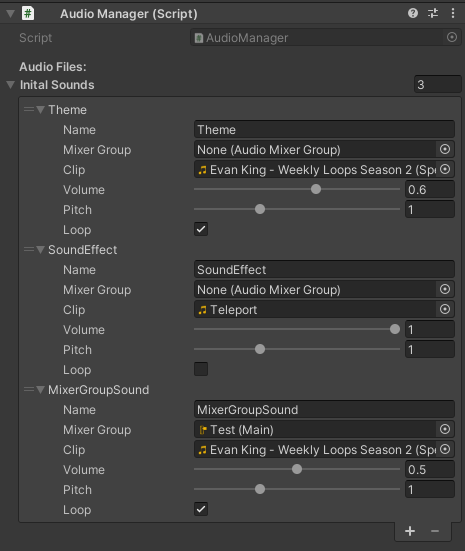 Audio Manager (Script)
Script AudioManager
Audio Files:
Inital Sounds 3
Theme
Name Theme
Mixer Group None (Audio Mixer Group)
Clip Evan King - Weekly Loops Season 2 (Spe
Volume 0.6
Pitch 1
Loop
SoundEffect
Name SoundEffect
Mixer Group None (Audio Mixer Group)
Clip Teleport
Volume 1
Pitch 1
Loop
MixerGroupSound
Name MixerGroupSound
Mixer Group Test (Main)
Clip Evan King - Weekly Loops Season 2 (Spe
Volume 0.5
Pitch 1
Loop